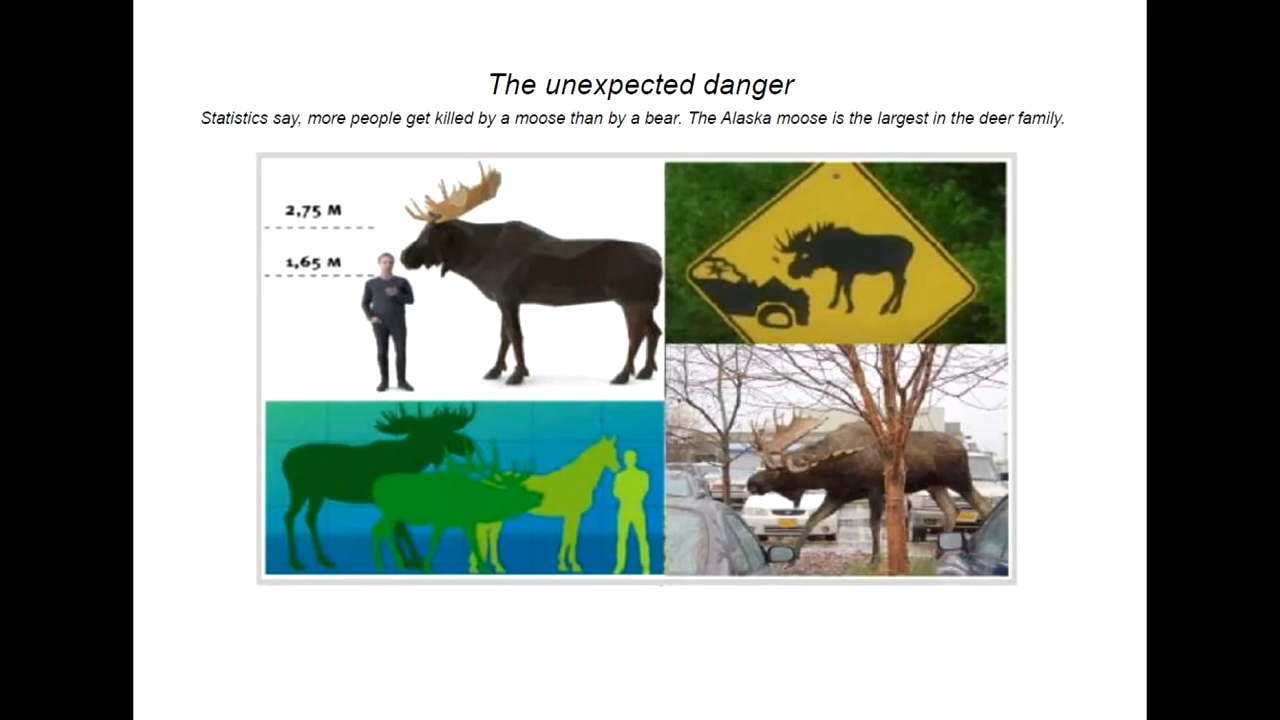 The unexpected danger
Statistics say, more people get killed by a moose than by a bear. The Alaska moose is the largest in the deer family.
2,75 M
1,65 M